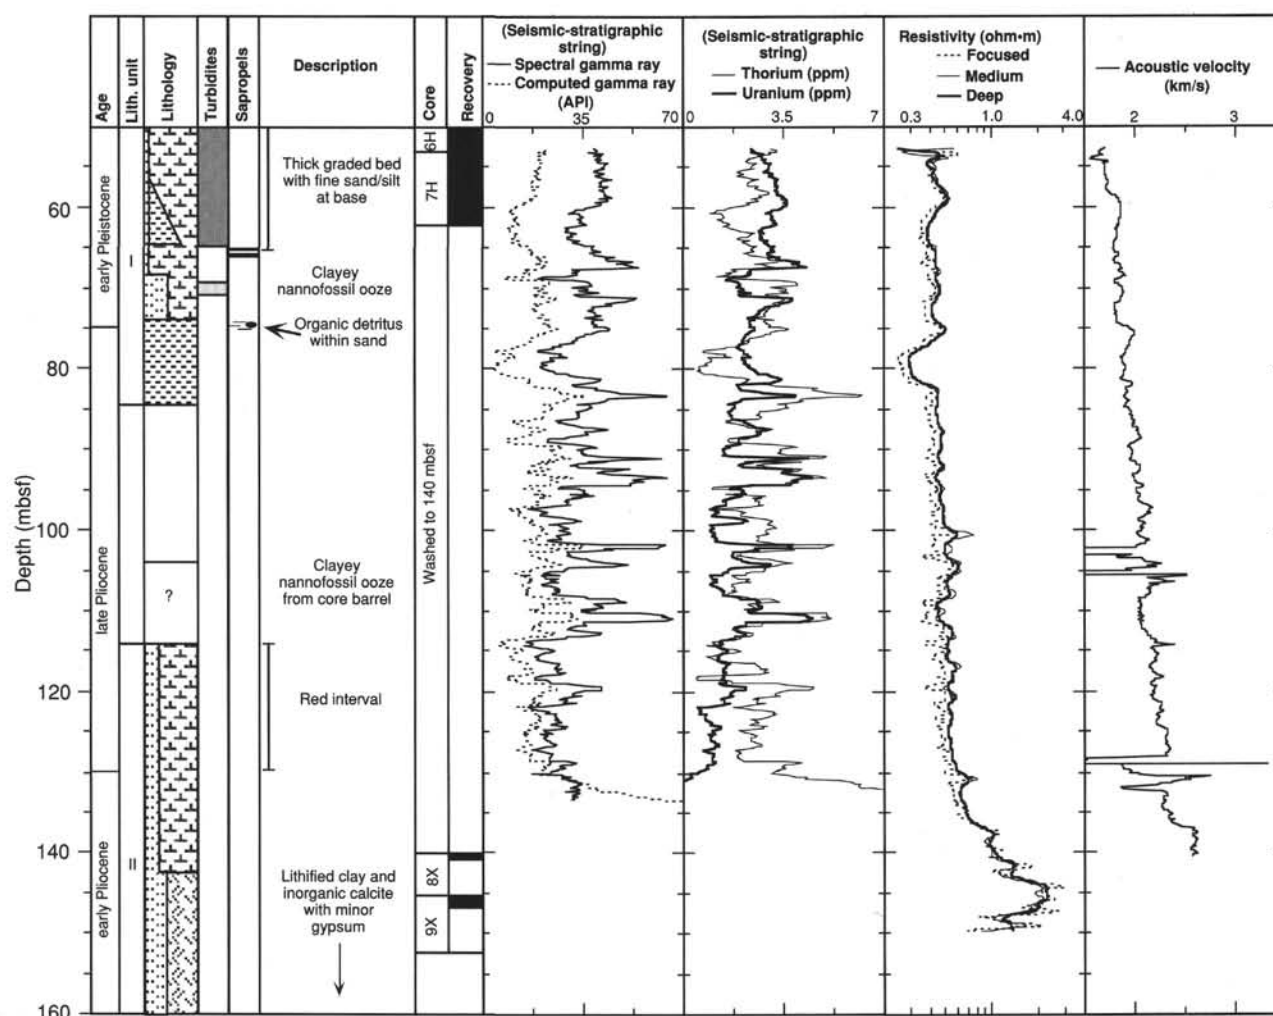 Age
Lith. unit
Lithology
Turbidites
Sapropels
Description
Core
Recovery
(Seismic-stratigraphic
string)
Spectral gamma ray
Computed gamma ray
(API)
0 35 70
(Seismic-stratigraphic
string)
Thorium (ppm)
Uranium (ppm)
0 3.5 7
Resistivity (ohm•m)
Focused
Medium
Deep
0.3 1.0 4.0
Acoustic velocity
(km/s)
2 3
Depth (mbsf)
60
80
100
120
140
160
early Pleistocene
late Pliocene
early Pliocene
I
II
?
Thick graded bed
with fine sand/silt
at base
Clayey
nannofossil ooze
Organic detritus
within sand
Clayey
nannofossil ooze
from core barrel
Red interval
Lithified clay and
inorganic calcite
with minor
gypsum
6H
7H
Washed to 140 mbsf
8X
9X